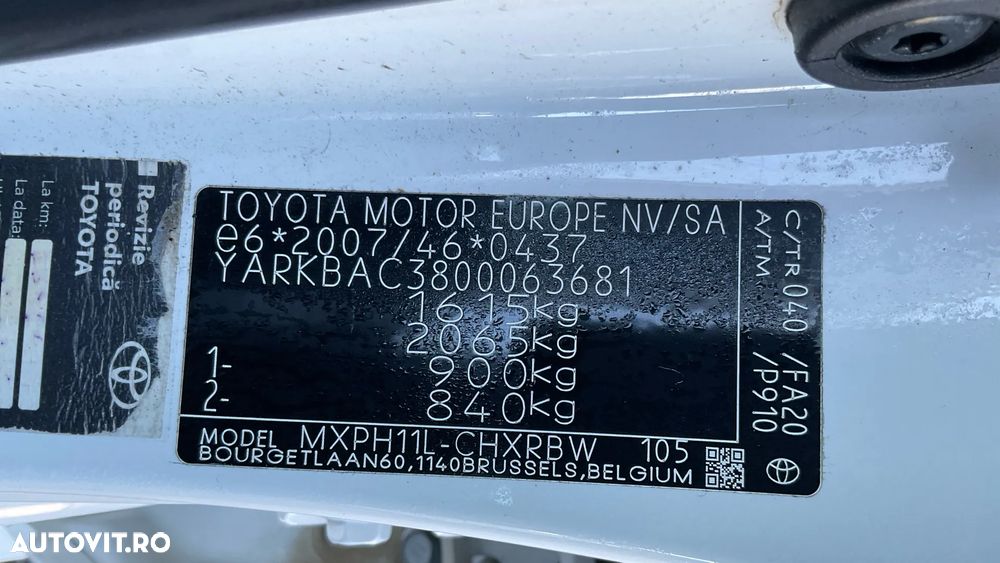 Revizie
periodică
TOYOTA
La km:
La data:
TOYOTA MOTOR EUROPE NV/SA
e6*2007/46*0437
YARKBAC3800063681
1615kg
2065kg
1- 900kg
2- 840kg
MODEL MXPH11L-CHXRBW 105
BOURGETLAAN60,1140BRUSSELS,BELGIUM
C/TR 040 /FA20
A/TM /P910
AUTOVIT.RO